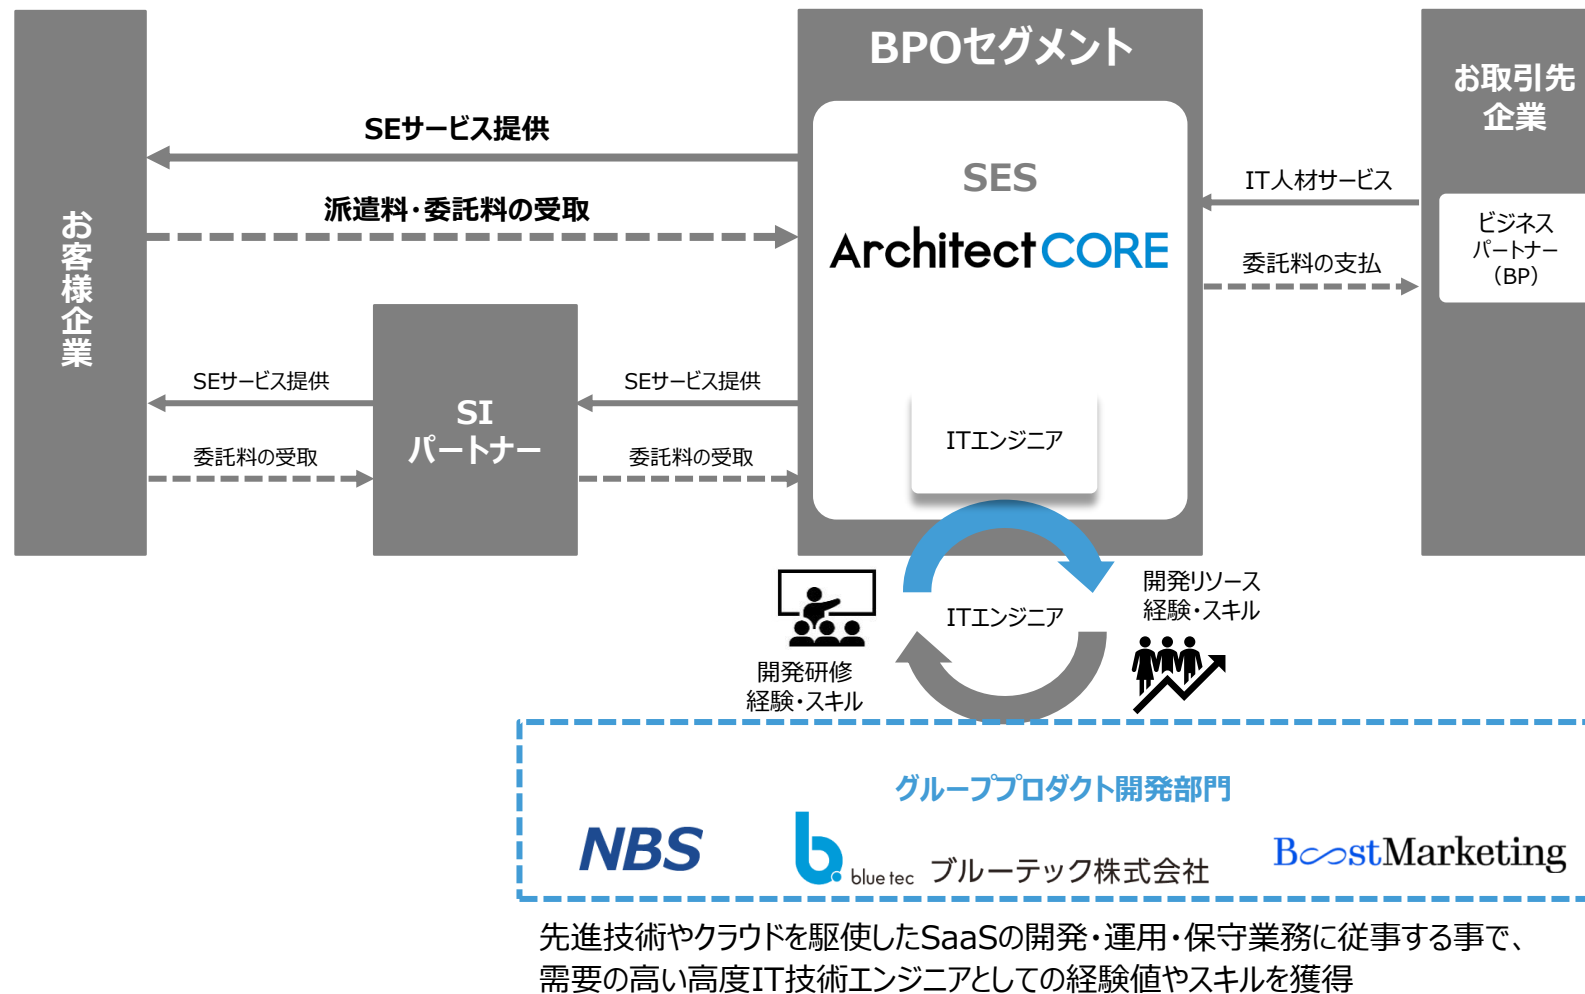 BPOセグメント
お取引先
企業
お客様企業
SEサービス提供
派遣料・委託料の受取
SES
ArchitectCORE
IT人材サービス
委託料の支払
ビジネス
パートナー
（BP）
SEサービス提供
委託料の受取
SI
パートナー
SEサービス提供
委託料の受取
ITエンジニア
ITエンジニア
開発研修
経験・スキル
開発リソース
経験・スキル
グループプロダクト開発部門
NBS
b. blue tec ブルーテック株式会社
BoostMarketing
先進技術やクラウドを駆使したSaaSの開発・運用・保守業務に従事する事で、
需要の高い高度IT技術エンジニアとしての経験値やスキルを獲得